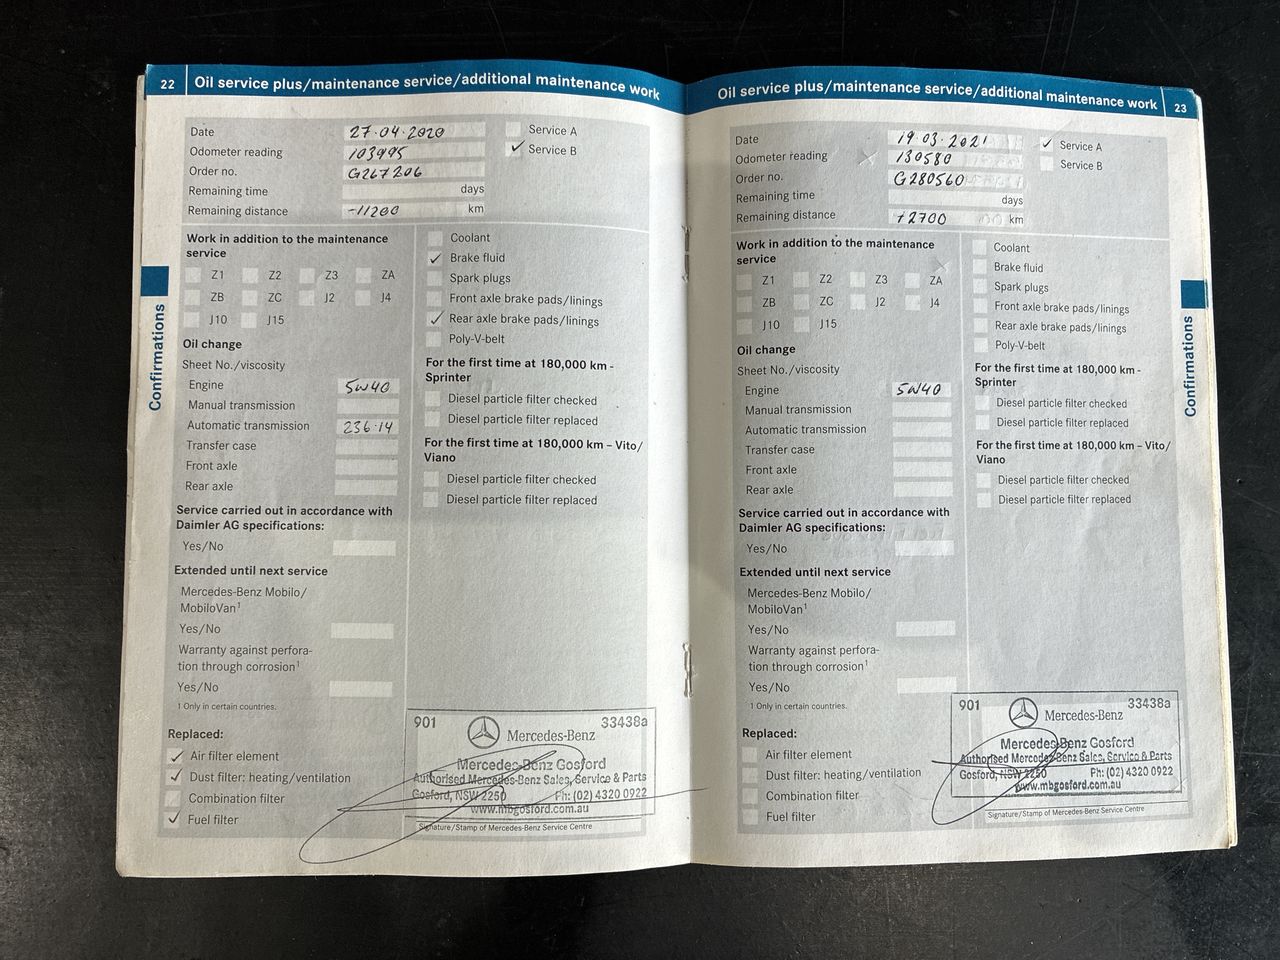 22 Oil service plus/maintenance service/additional maintenance work
Date 27·04·2020
Odometer reading 103995
Order no. G267206
Remaining time days
Remaining distance -11200 km
Service A
Service B
Work in addition to the maintenance
service
Z1 Z2 Z3 ZA
ZB ZC J2 J4
J10 J15
Oil change
Sheet No./viscosity
Engine 5W40
Manual transmission
Automatic transmission 236·14
Transfer case
Front axle
Rear axle
Service carried out in accordance with
Daimler AG specifications:
Yes/No
Extended until next service
Mercedes-Benz Mobilo/
MobiloVan¹
Yes/No
Warranty against perfora-
tion through corrosion¹
Yes/No
¹ Only in certain countries.
Replaced:
Air filter element
Dust filter: heating/ventilation
Combination filter
Fuel filter
Coolant
Brake fluid
Spark plugs
Front axle brake pads/linings
Rear axle brake pads/linings
Poly-V-belt
For the first time at 180,000 km -
Sprinter
Diesel particle filter checked
Diesel particle filter replaced
For the first time at 180,000 km – Vito/
Viano
Diesel particle filter checked
Diesel particle filter replaced
901 33438a
Mercedes-Benz
Mercedes-Benz Gosford
Authorised Mercedes-Benz Sales, Service & Parts
Gosford, NSW 2250 Ph: (02) 4320 0922
www.mbgosford.com.au
Signature/Stamp of Mercedes-Benz Service Centre
Confirmations
Oil service plus/maintenance service/additional maintenance work 23
Date 19·03·2021
Odometer reading 130580
Order no. G280560
Remaining time days
Remaining distance +2700 km
Service A
Service B
Work in addition to the maintenance
service
Z1 Z2 Z3 ZA
ZB ZC J2 J4
J10 J15
Oil change
Sheet No./viscosity
Engine 5W40
Manual transmission
Automatic transmission
Transfer case
Front axle
Rear axle
Service carried out in accordance with
Daimler AG specifications:
Yes/No
Extended until next service
Mercedes-Benz Mobilo/
MobiloVan¹
Yes/No
Warranty against perfora-
tion through corrosion¹
Yes/No
¹ Only in certain countries.
Replaced:
Air filter element
Dust filter: heating/ventilation
Combination filter
Fuel filter
Coolant
Brake fluid
Spark plugs
Front axle brake pads/linings
Rear axle brake pads/linings
Poly-V-belt
For the first time at 180,000 km -
Sprinter
Diesel particle filter checked
Diesel particle filter replaced
For the first time at 180,000 km – Vito/
Viano
Diesel particle filter checked
Diesel particle filter replaced
901 33438a
Mercedes-Benz
Mercedes-Benz Gosford
Authorised Mercedes-Benz Sales, Service & Parts
Gosford, NSW 2250 Ph: (02) 4320 0922
www.mbgosford.com.au
Signature/Stamp of Mercedes-Benz Service Centre
Confirmations